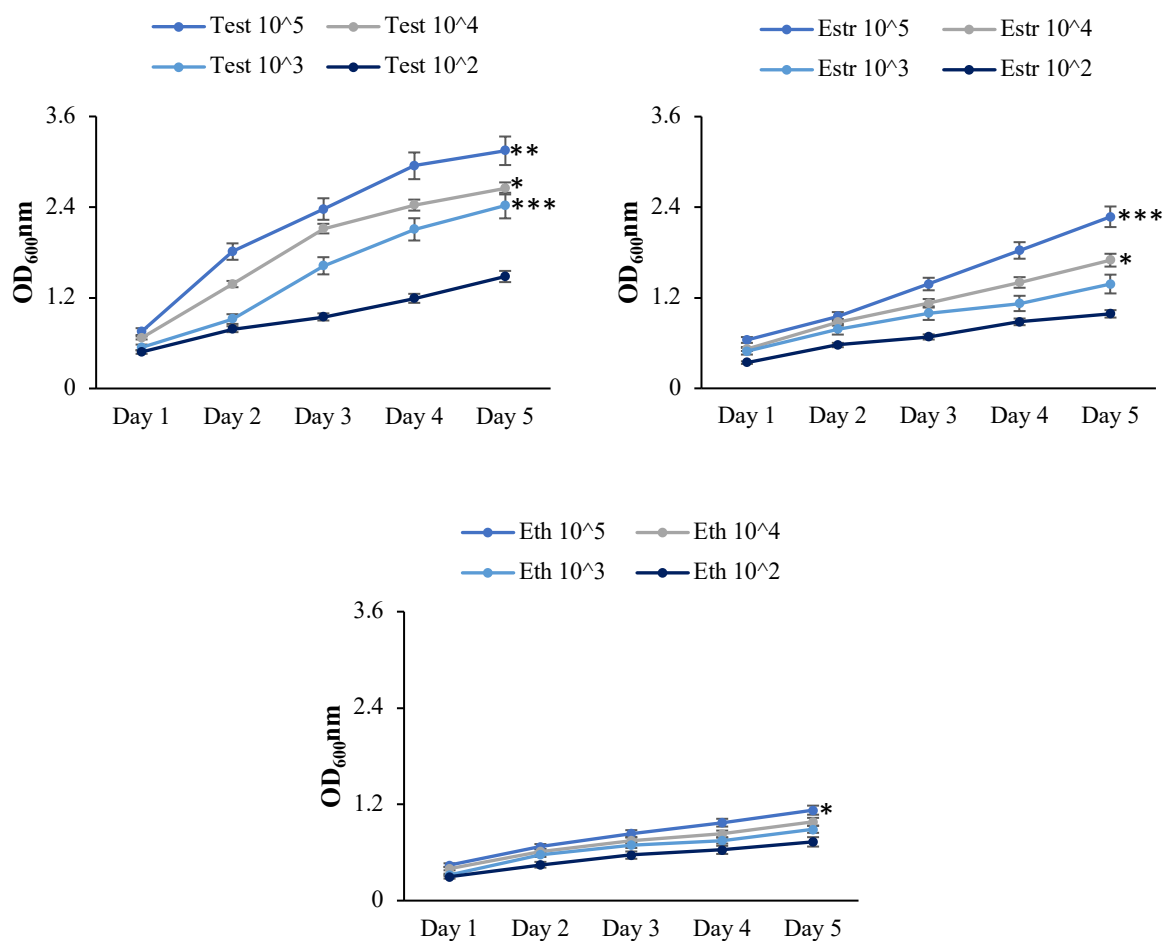 Test 10^5 Test 10^4
Test 10^3 Test 10^2
3.6
2.4
1.2
0
OD600nm
**
*
***
Day 1 Day 2 Day 3 Day 4 Day 5
Estr 10^5 Estr 10^4
Estr 10^3 Estr 10^2
3.6
2.4
1.2
0
OD600nm
***
*
Day 1 Day 2 Day 3 Day 4 Day 5
Eth 10^5 Eth 10^4
Eth 10^3 Eth 10^2
3.6
2.4
1.2
0
OD600nm
*
Day 1 Day 2 Day 3 Day 4 Day 5